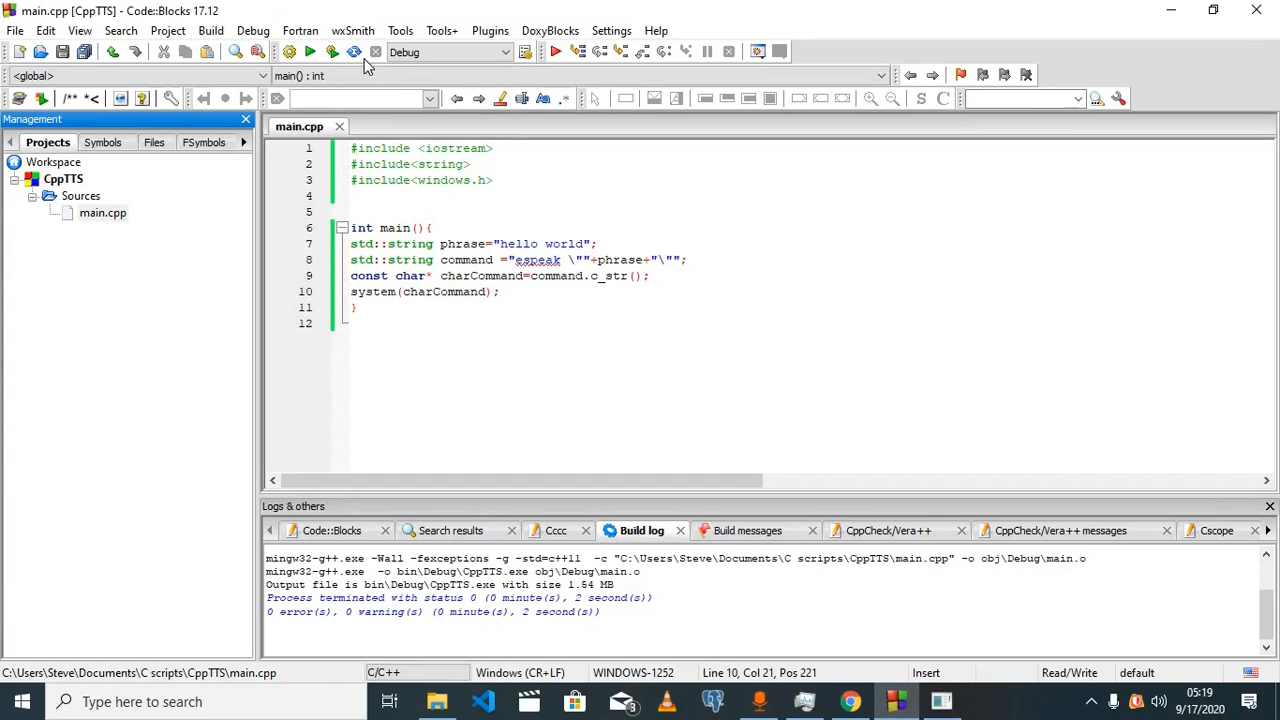 main.cpp [CppTTS] - Code::Blocks 17.12
File Edit View Search Project Build Debug Fortran wxSmith Tools Tools+ Plugins DoxyBlocks Settings Help
Debug
<global> main() : int
/** *<
Aa .*
S C
Management
main.cpp
Projects Symbols Files FSymbols
Workspace
CppTTS
Sources
main.cpp
1 #include <iostream>
2 #include<string>
3 #include<windows.h>
4
5
6 int main(){
7 std::string phrase="hello world";
8 std::string command ="espeak \""+phrase+"\"";
9 const char* charCommand=command.c_str();
10 system(charCommand);
11 }
12
Logs & others
Code::Blocks Search results Cccc Build log Build messages CppCheck/Vera++ CppCheck/Vera++ messages Cscope
mingw32-g++.exe -Wall -fexceptions -g -std=c++11 -c "C:\Users\Steve\Documents\C scripts\CppTTS\main.cpp" -o obj\Debug\main.o
mingw32-g++.exe -o bin\Debug\CppTTS.exe obj\Debug\main.o
Output file is bin\Debug\CppTTS.exe with size 1.54 MB
Process terminated with status 0 (0 minute(s), 2 second(s))
0 error(s), 0 warning(s) (0 minute(s), 2 second(s))
C:\Users\Steve\Documents\C scripts\CppTTS\main.cpp C/C++ Windows (CR+LF) WINDOWS-1252 Line 10, Col 21, Pos 221 Insert Read/Write default
Type here to search
3
05:19
9/17/2020